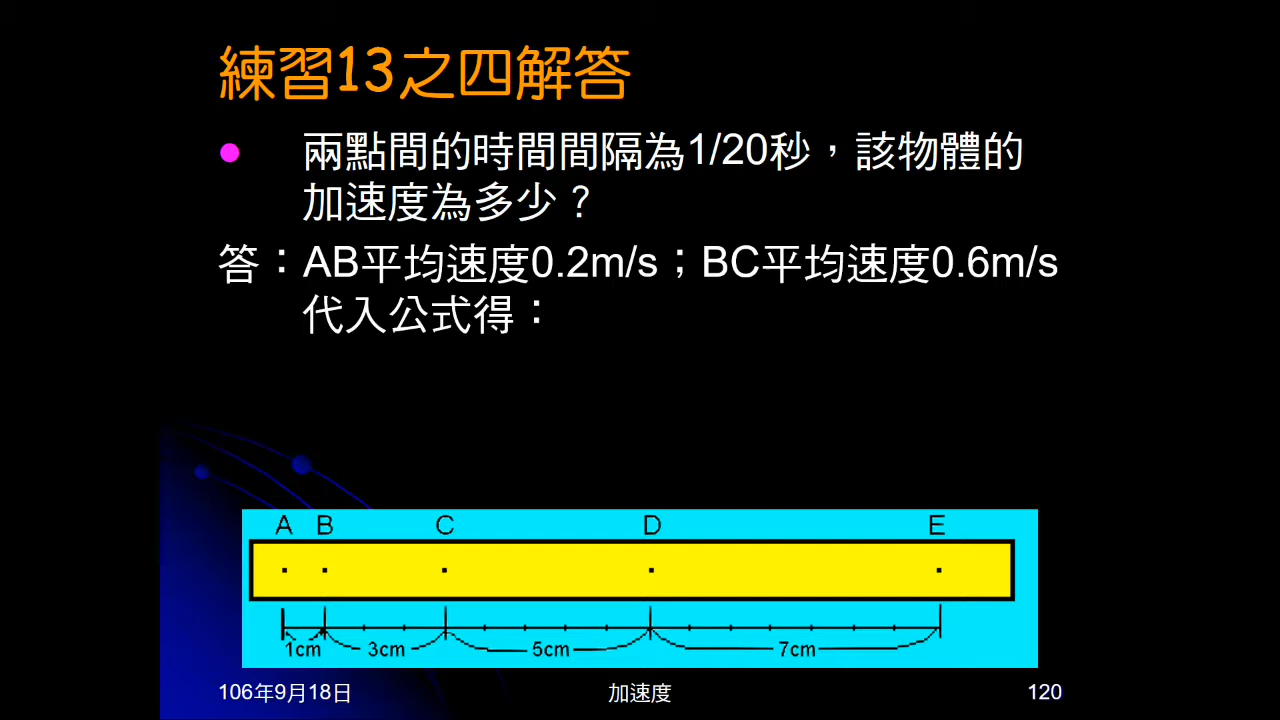 練習13之四解答
● 兩點間的時間間隔為1/20秒，該物體的
加速度為多少？
答：AB平均速度0.2m/s；BC平均速度0.6m/s
代入公式得：
A B C D E
1cm 3cm 5cm 7cm
106年9月18日 加速度 120